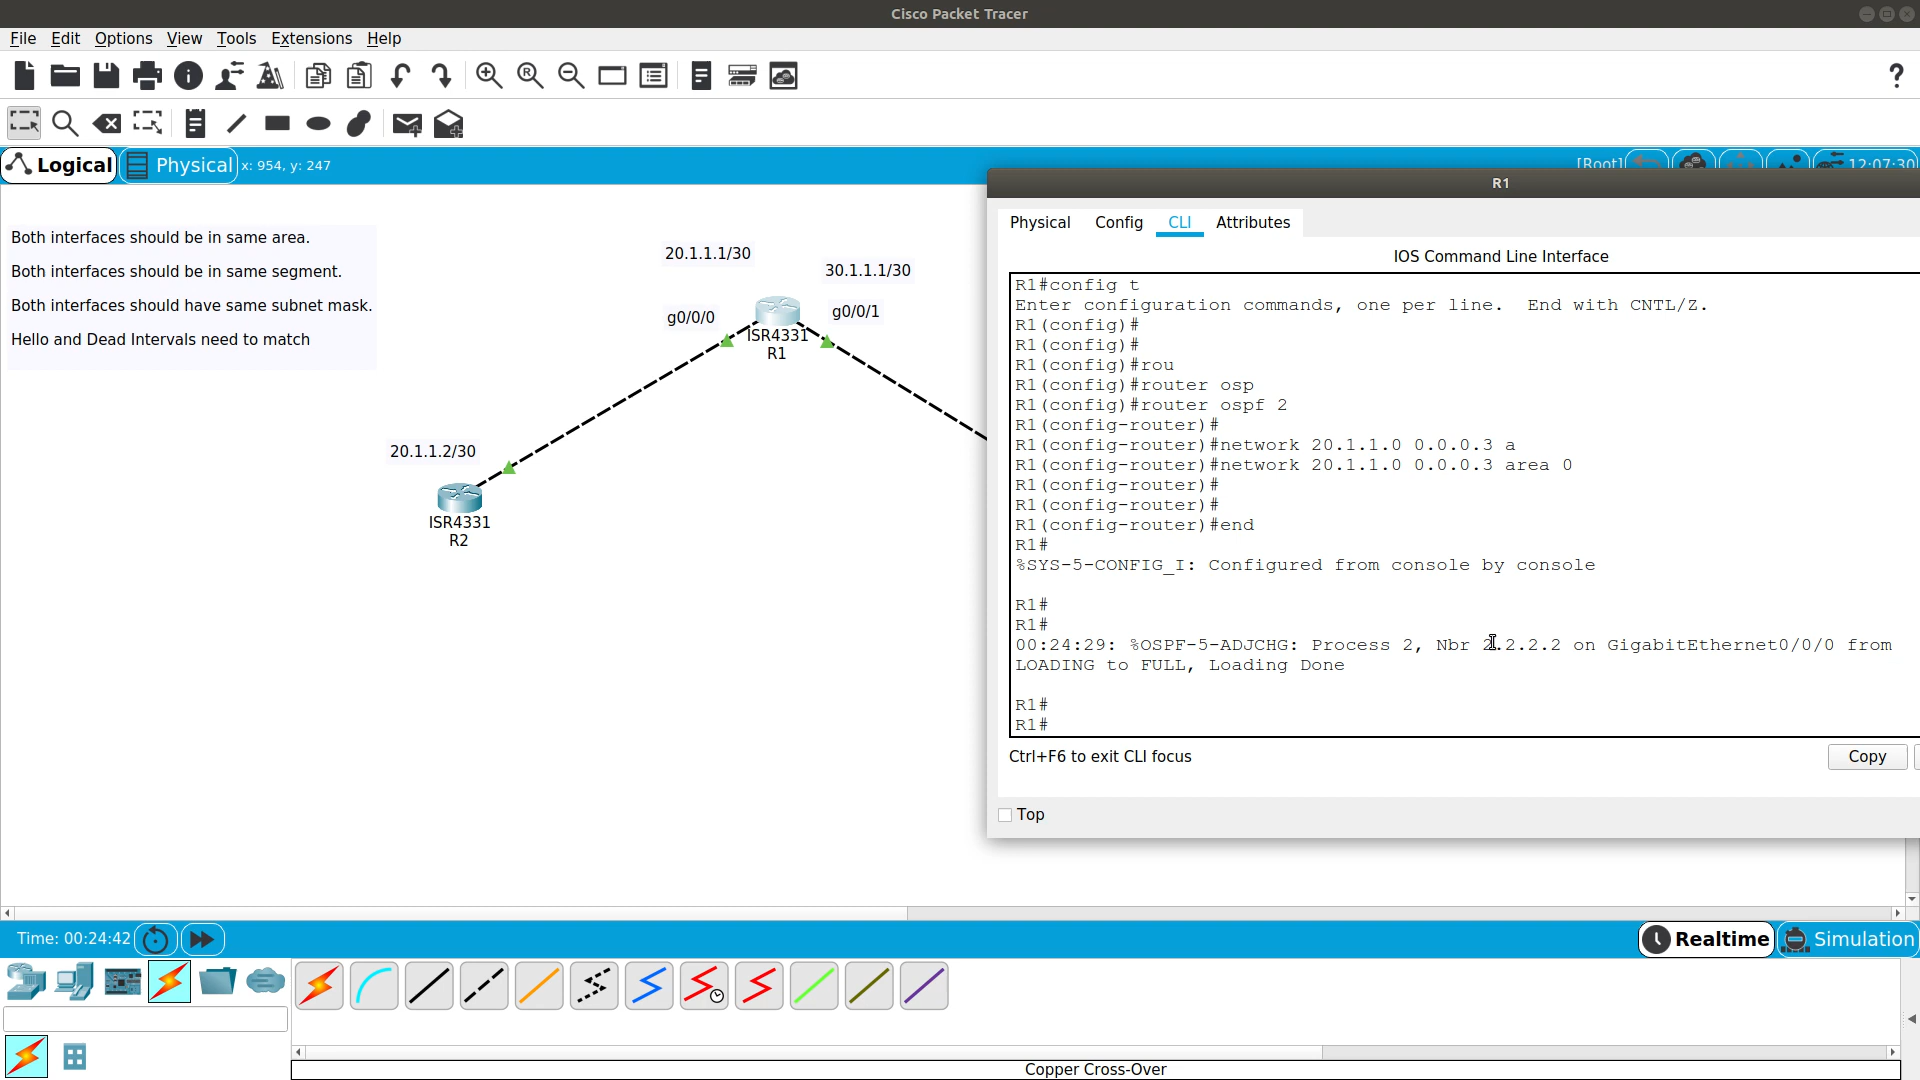 Cisco Packet Tracer
File Edit Options View Tools Extensions Help
Logical Physical x: 954, y: 247
[Root] 12:07:30
R1
Physical Config CLI Attributes
IOS Command Line Interface
Both interfaces should be in same area.
Both interfaces should be in same segment.
Both interfaces should have same subnet mask.
Hello and Dead Intervals need to match
20.1.1.1/30
30.1.1.1/30
g0/0/0
g0/0/1
ISR4331
R1
20.1.1.2/30
ISR4331
R2
R1#config t
Enter configuration commands, one per line. End with CNTL/Z.
R1(config)#
R1(config)#
R1(config)#rou
R1(config)#router osp
R1(config)#router ospf 2
R1(config-router)#
R1(config-router)#network 20.1.1.0 0.0.0.3 a
R1(config-router)#network 20.1.1.0 0.0.0.3 area 0
R1(config-router)#
R1(config-router)#
R1(config-router)#end
R1#
%SYS-5-CONFIG_I: Configured from console by console
R1#
R1#
00:24:29: %OSPF-5-ADJCHG: Process 2, Nbr 2.2.2.2 on GigabitEthernet0/0/0 from
LOADING to FULL, Loading Done
R1#
R1#
Ctrl+F6 to exit CLI focus
Copy
Top
Time: 00:24:42
Realtime Simulation
Copper Cross-Over